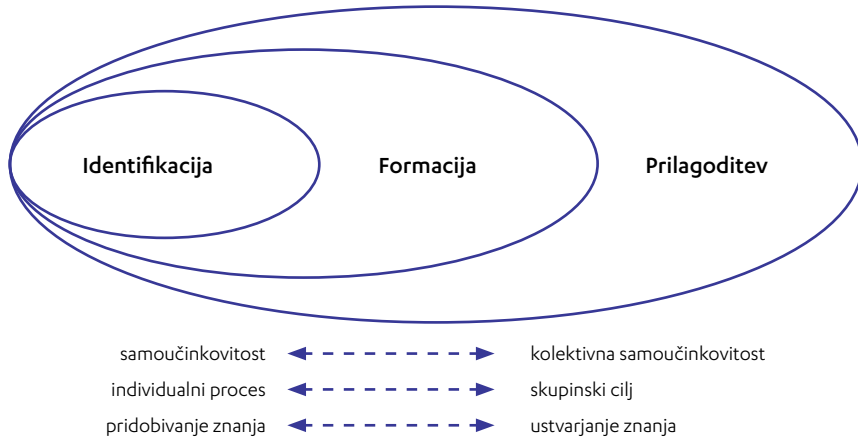 Identifikacija Formacija Prilagoditev
samoučinkovitost kolektivna samoučinkovitost
individualni proces skupinski cilj
pridobivanje znanja ustvarjanje znanja